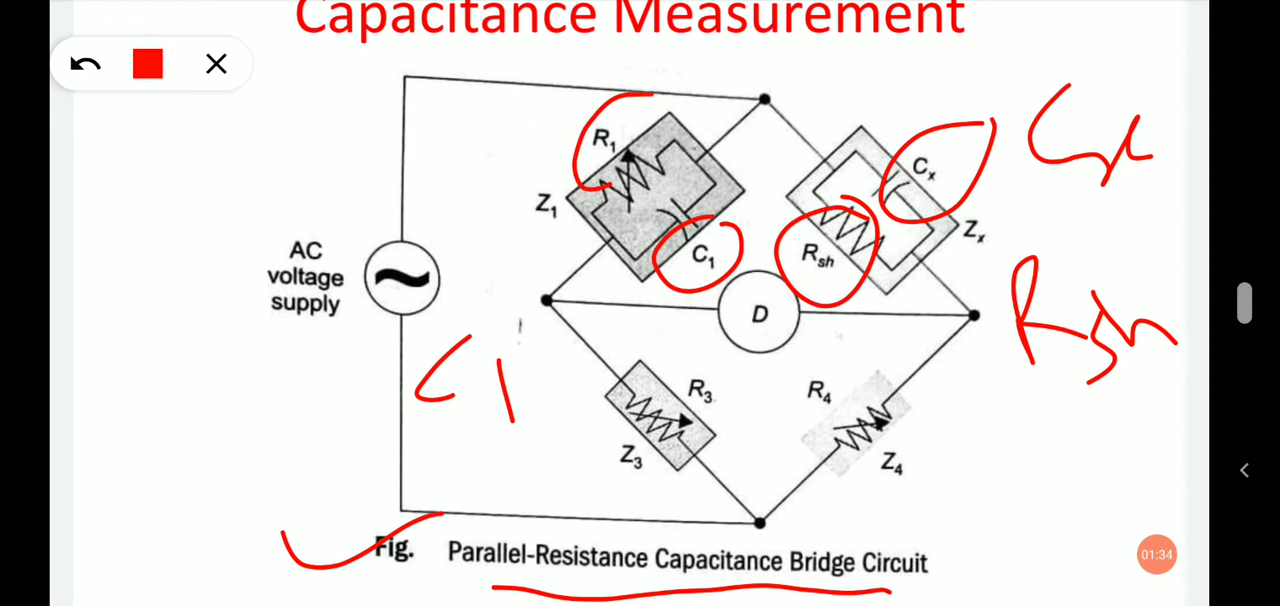 Capacitance Measurement
R1
Cx
Cx
Z1
Zx
AC
voltage
supply
C1
Rsh
Rsh
D
C1
R3
R4
Z3
Z4
Fig. Parallel-Resistance Capacitance Bridge Circuit
01:34